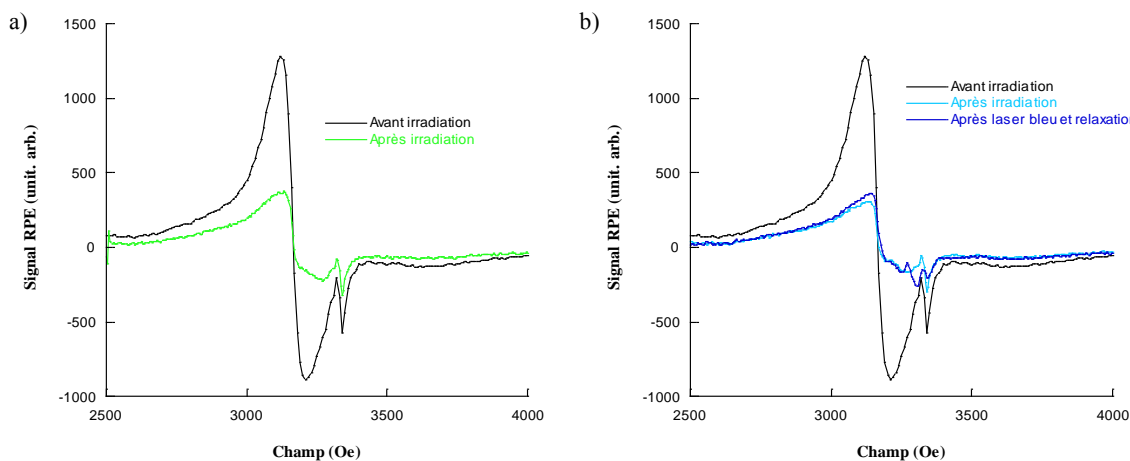 a)
1500
1000
500
0
-500
-1000
2500
3000
3500
4000
Signal RPE (unit. arb.)
Champ (Oe)
Avant irradiation
Après irradiation
b)
1500
1000
500
0
-500
-1000
2500
3000
3500
4000
Signal RPE (unit. arb.)
Champ (Oe)
Avant irradiation
Après irradiation
Après laser bleu et relaxation